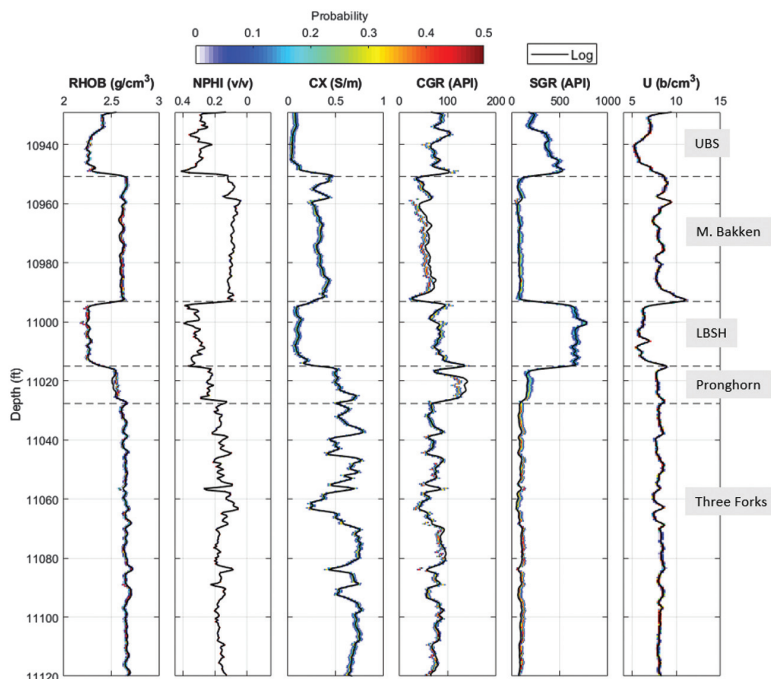 Probability
0 0.1 0.2 0.3 0.4 0.5
Log
RHOB (g/cm³) NPHI (v/v) CX (S/m) CGR (API) SGR (API) U (b/cm³)
2 2.5 3 0.4 0.2 0 0 0.5 1 0 100 200 0 500 1000 5 10 15
10940
UBS
10960
M. Bakken
10980
11000
LBSH
11020
Pronghorn
Depth (ft)
11040
11060
Three Forks
11080
11100
11120